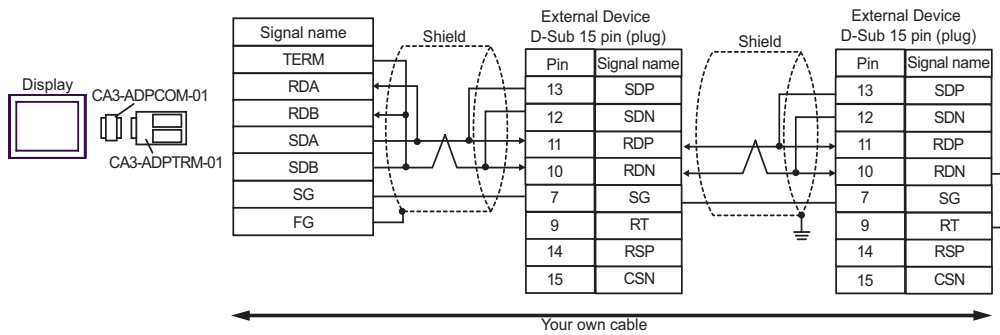 Display
CA3-ADPCOM-01
CA3-ADPTRM-01
Signal name
TERM
RDA
RDB
SDA
SDB
SG
FG
Shield
External Device
D-Sub 15 pin (plug)
Pin Signal name
13 SDP
12 SDN
11 RDP
10 RDN
7 SG
9 RT
14 RSP
15 CSN
Shield
External Device
D-Sub 15 pin (plug)
Pin Signal name
13 SDP
12 SDN
11 RDP
10 RDN
7 SG
9 RT
14 RSP
15 CSN
Your own cable